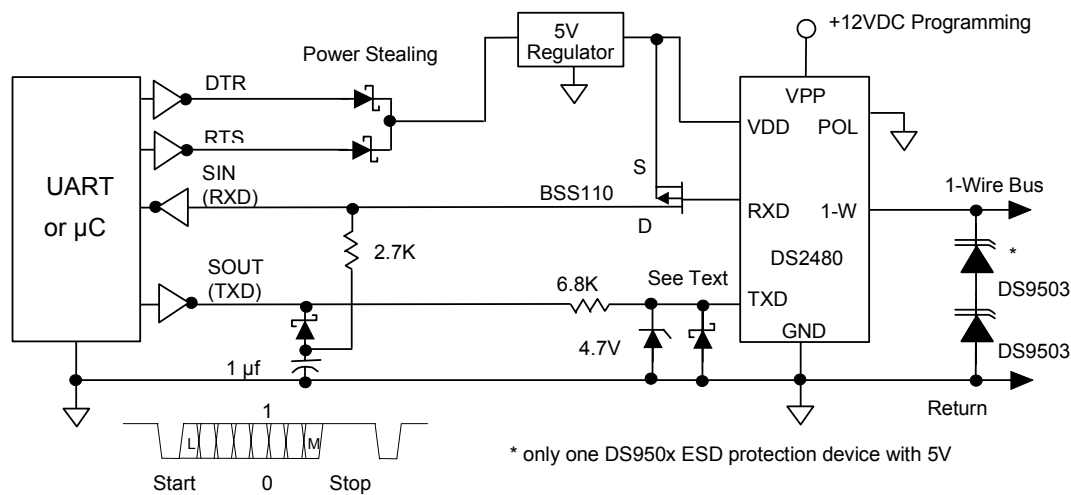 +12VDC Programming
5V
Regulator
Power Stealing
DTR
RTS
SIN
(RXD)
UART
or µC
SOUT
(TXD)
2.7K
1 µf
BSS110
S
D
6.8K
See Text
4.7V
VPP
VDD
POL
RXD
1-W
DS2480
TXD
GND
1-Wire Bus
*
DS9503
DS9503
Return
1
L
M
Start
0
Stop
* only one DS950x ESD protection device with 5V